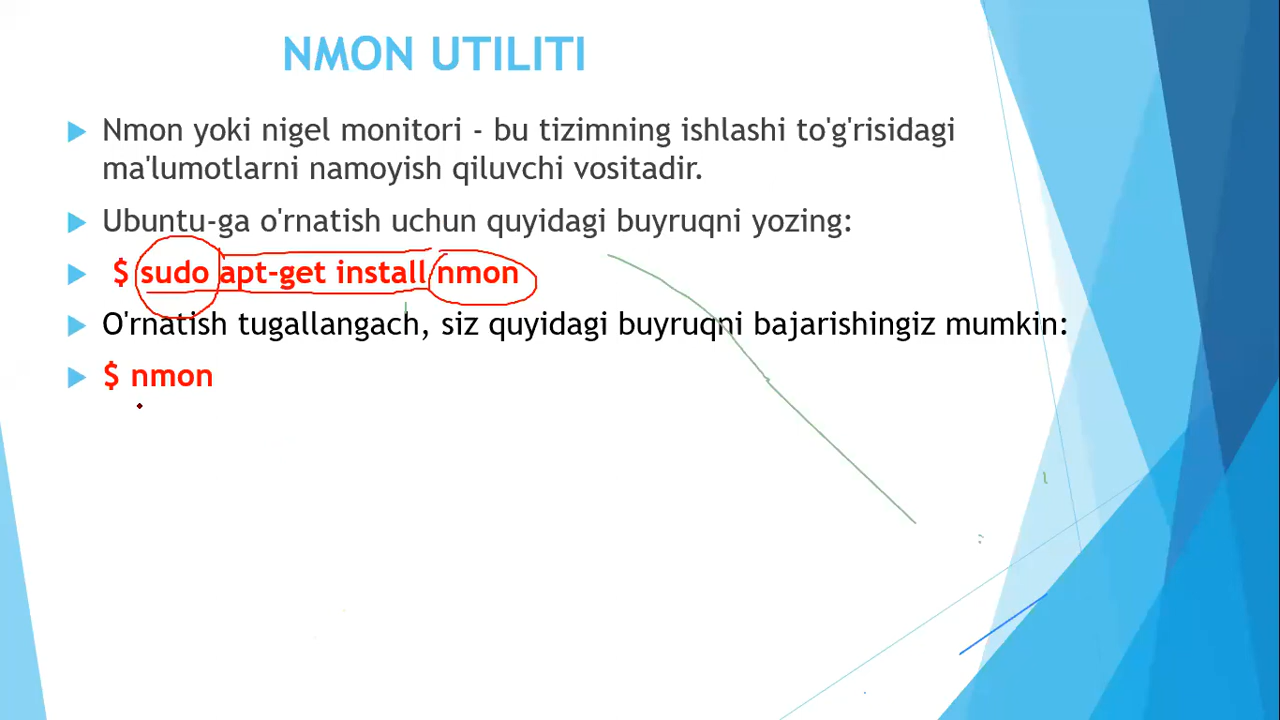 NMON UTILITI
Nmon yoki nigel monitori - bu tizimning ishlashi to'g'risidagi
ma'lumotlarni namoyish qiluvchi vositadir.
Ubuntu-ga o'rnatish uchun quyidagi buyruqni yozing:
$ sudo apt-get install nmon
O'rnatish tugallangach, siz quyidagi buyruqni bajarishingiz mumkin:
$ nmon